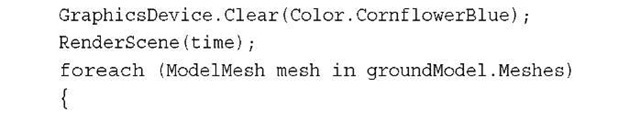 GraphicsDevice.Clear(Color.CornflowerBlue);
RenderScene(time);
foreach (ModelMesh mesh in groundModel.Meshes)
{